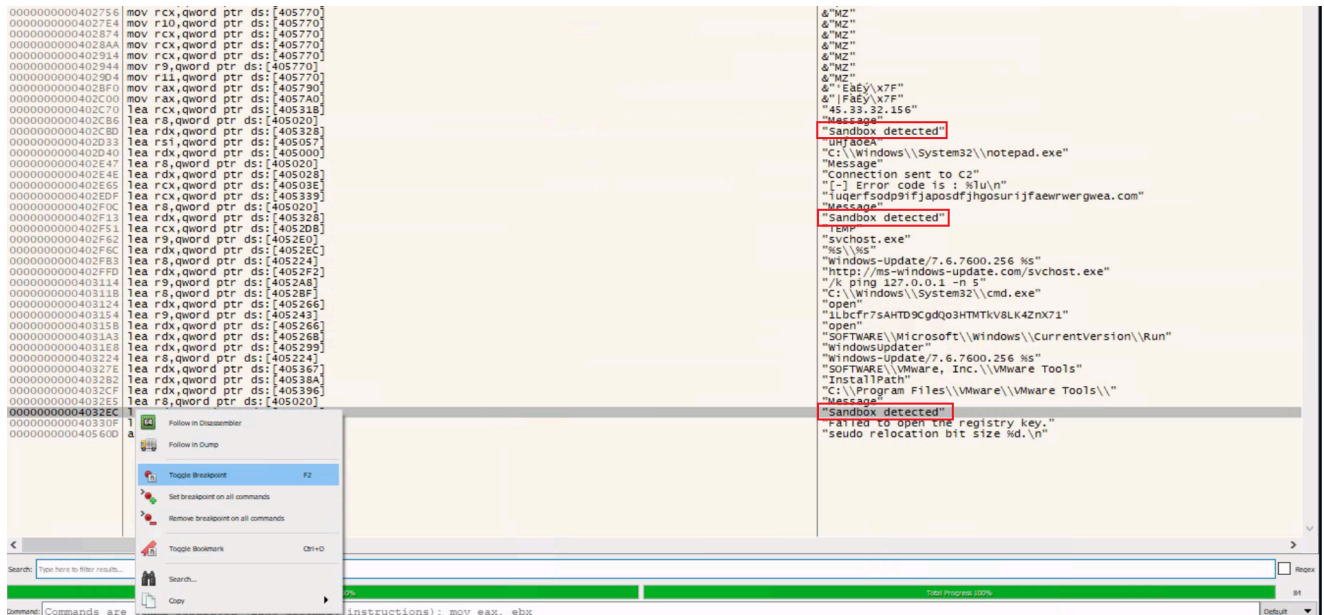 0000000000402756 mov rcx,qword ptr ds:[405770] &"MZ"
00000000004027E4 mov r10,qword ptr ds:[405770] &"MZ"
0000000000402874 mov rcx,qword ptr ds:[405770] &"MZ"
00000000004028AA mov rcx,qword ptr ds:[405770] &"MZ"
0000000000402914 mov rcx,qword ptr ds:[405770] &"MZ"
0000000000402944 mov r9,qword ptr ds:[405770] &"MZ"
00000000004029D4 mov r11,qword ptr ds:[405770] &"MZ"
0000000000402BF0 mov rax,qword ptr ds:[405790]
0000000000402C00 mov rax,qword ptr ds:[4057A0]
0000000000402C70 lea rcx,qword ptr ds:[40531B] "45.33.32.156"
0000000000402CB6 lea r8,qword ptr ds:[405020] "Message"
0000000000402CBD lea rdx,qword ptr ds:[405328] "Sandbox detected"
0000000000402D33 lea rsi,qword ptr ds:[405057]
0000000000402D40 lea rdx,qword ptr ds:[405000] "C:\\Windows\\System32\\notepad.exe"
0000000000402E47 lea r8,qword ptr ds:[405020] "Message"
0000000000402E4E lea rdx,qword ptr ds:[405028] "Connection sent to C2"
0000000000402E65 lea rcx,qword ptr ds:[40503E] "[-] Error code is : %lu\n"
0000000000402EDF lea rcx,qword ptr ds:[405339] "iuqerfsodp9ifjaposdfjhgosurijfaewrwergwea.com"
0000000000402F0C lea r8,qword ptr ds:[405020] "Message"
0000000000402F13 lea rdx,qword ptr ds:[405328] "Sandbox detected"
0000000000402F51 lea rcx,qword ptr ds:[4052DB] "TEMP"
0000000000402F62 lea r9,qword ptr ds:[4052E0] "svchost.exe"
0000000000402F6C lea rdx,qword ptr ds:[4052EC] "%s\\%s"
0000000000402FB3 lea r8,qword ptr ds:[405224] "Windows-Update/7.6.7600.256 %s"
0000000000402FFD lea rdx,qword ptr ds:[4052F2] "http://ms-windows-update.com/svchost.exe"
0000000000403114 lea r9,qword ptr ds:[4052A8] "/k ping 127.0.0.1 -n 5"
000000000040311B lea r8,qword ptr ds:[4052BF] "C:\\Windows\\System32\\cmd.exe"
0000000000403124 lea rdx,qword ptr ds:[405266] "open"
0000000000403154 lea r9,qword ptr ds:[405243] "1Lbcfr7sAHTD9CgdQo3HTMTkV8LK4ZnX71"
000000000040315B lea rdx,qword ptr ds:[405266] "open"
00000000004031A3 lea rdx,qword ptr ds:[40526B] "SOFTWARE\\Microsoft\\Windows\\CurrentVersion\\Run"
00000000004031E8 lea rdx,qword ptr ds:[405299] "WindowsUpdater"
0000000000403224 lea r8,qword ptr ds:[405224] "Windows-Update/7.6.7600.256 %s"
000000000040327E lea rdx,qword ptr ds:[405367] "SOFTWARE\\VMware, Inc.\\VMware Tools"
00000000004032B2 lea rdx,qword ptr ds:[40538A] "InstallPath"
00000000004032CF lea rdx,qword ptr ds:[405396] "C:\\Program Files\\VMware\\VMware Tools\\"
00000000004032E5 lea r8,qword ptr ds:[405020] "Message"
00000000004032EC l "Sandbox detected"
000000000040330F l "Failed to open the registry key."
000000000040560D a "seudo relocation bit size %d.\n"
Follow in Disassembler
Follow in Dump
Toggle Breakpoint F2
Set breakpoint on all commands
Remove breakpoint on all commands
Toggle Bookmark Ctrl+D
Search...
Copy
Search: Type here to filter results... Regex
0% Total Progress 100% 84
Command: Commands are instructions): mov eax, ebx Default